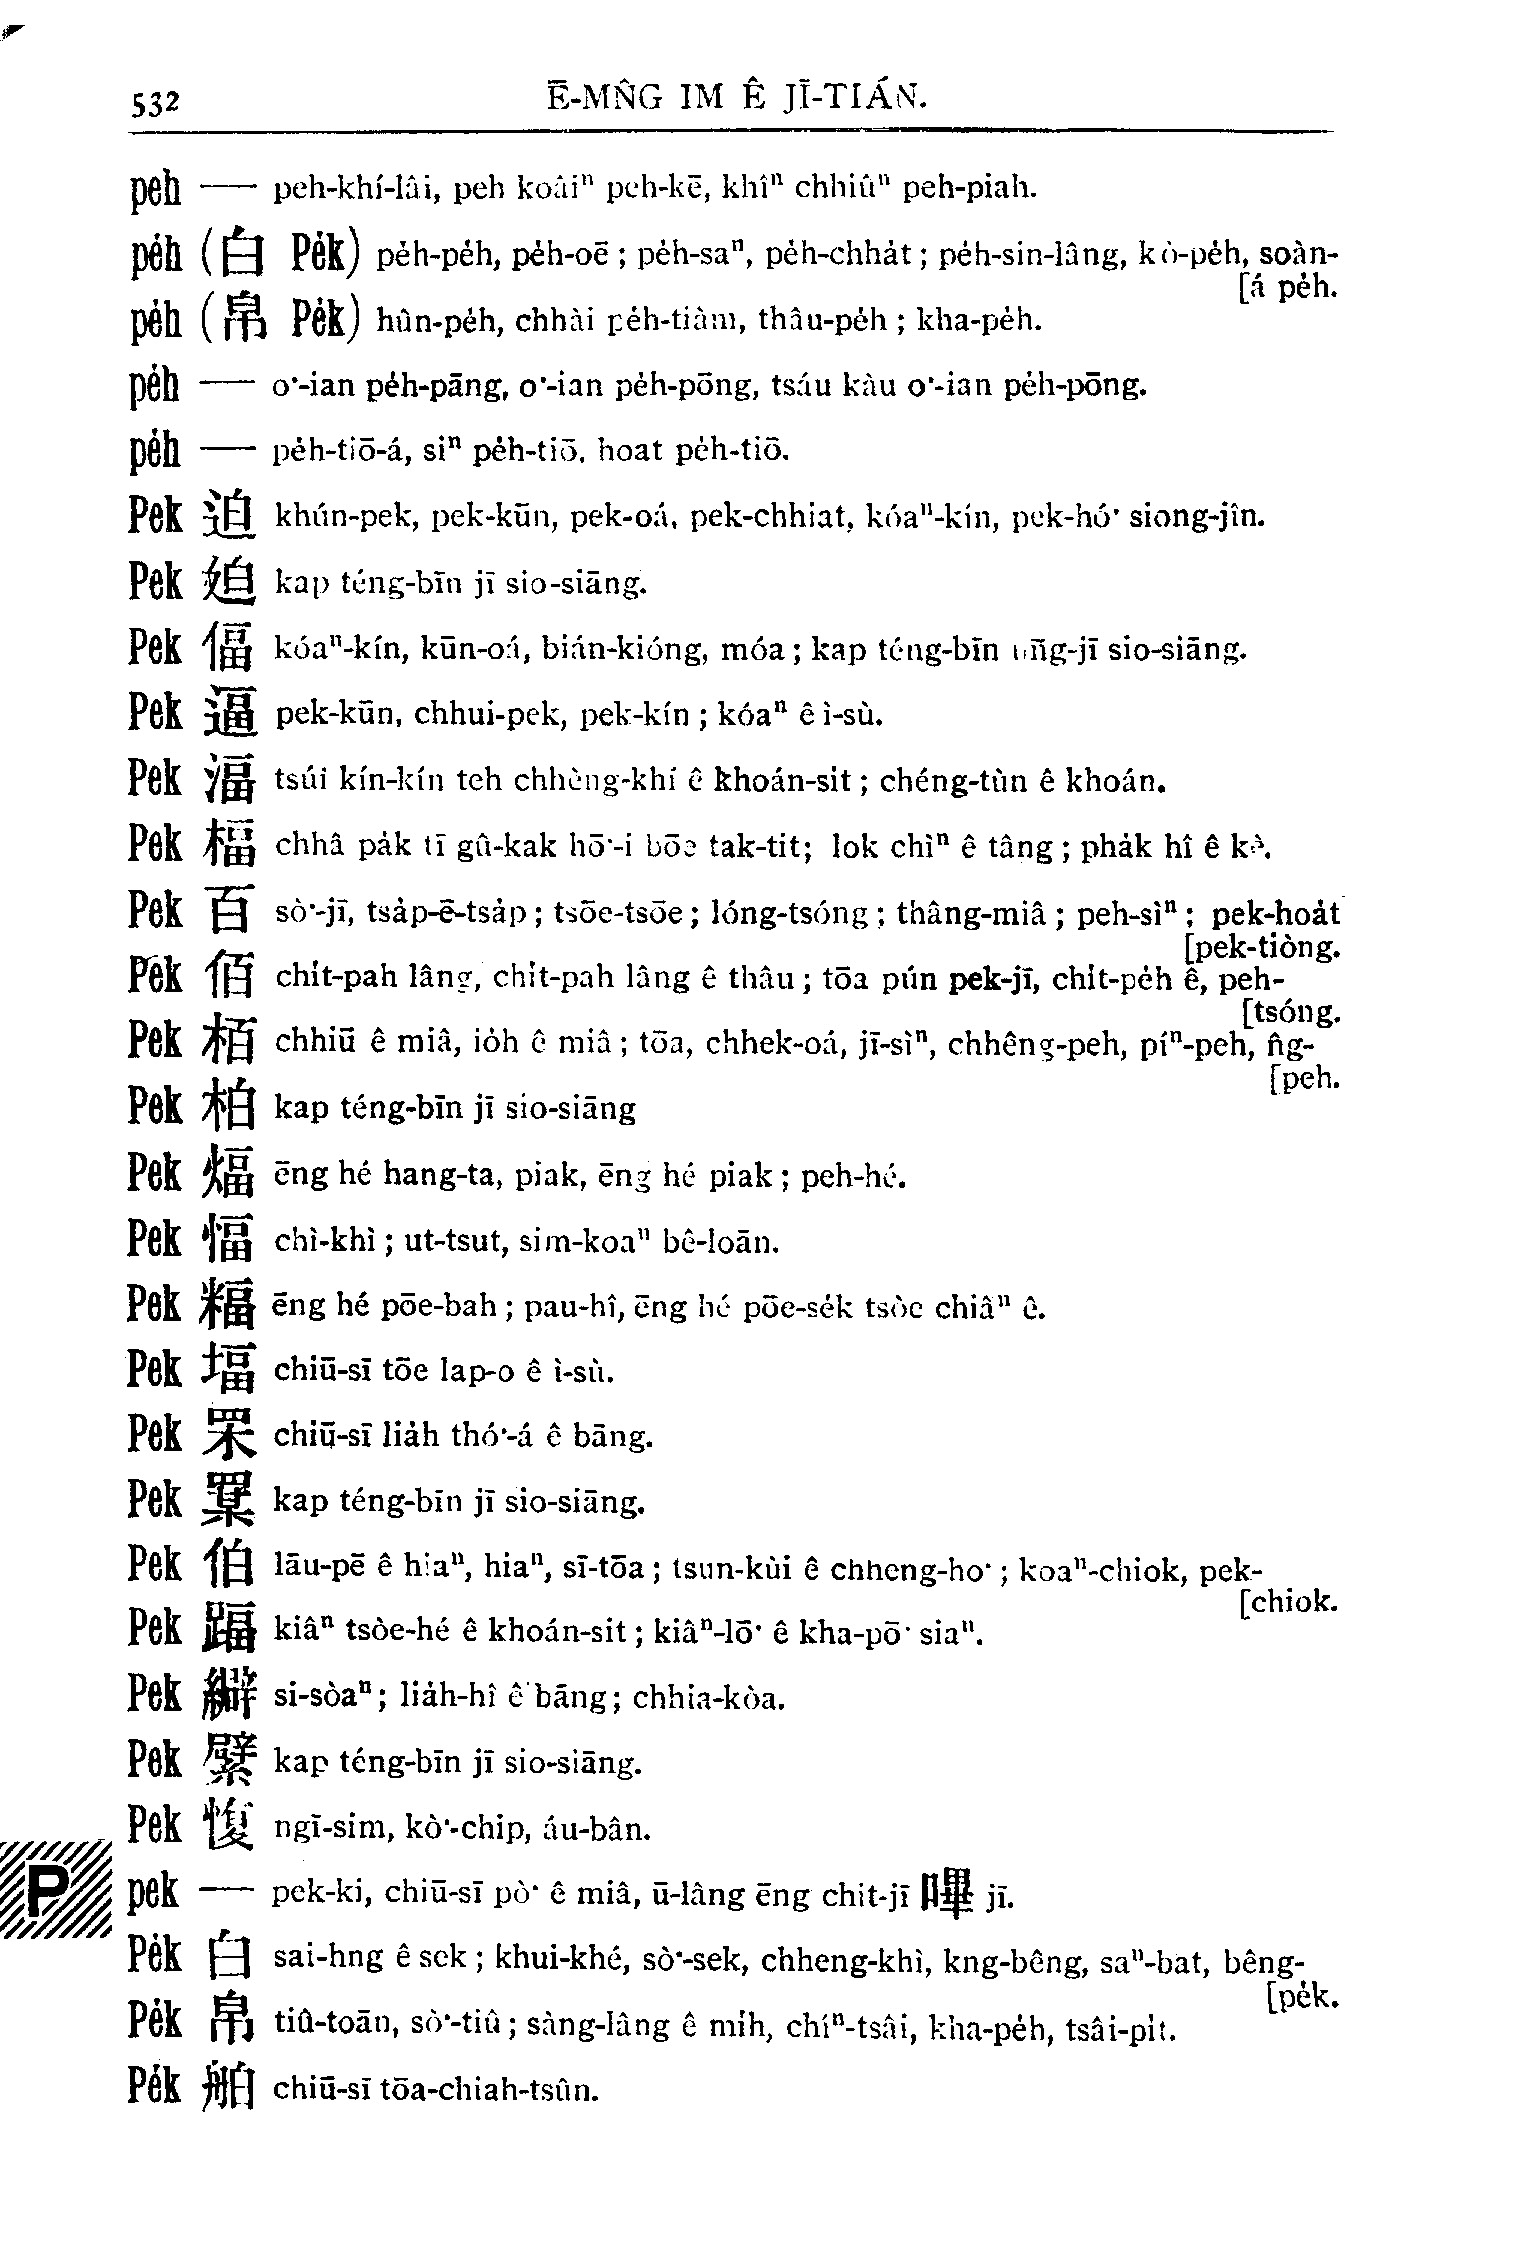 532 Ē-MN̂G IM Ê JĪ-TIÁN.
peh — peh-khí-lâi, peh koâiⁿ peh-kē, khîⁿ chhiûⁿ peh-piah.
pe̍h (白 Pe̍k) pe̍h-pe̍h, pe̍h-oē; pe̍h-saⁿ, pe̍h-chha̍t; pe̍h-sin-lâng, kò-pe̍h, soàn-
[á pe̍h.
pe̍h (帛 Pe̍k) hûn-pe̍h, chhài pe̍h-tiàm, thâu-pe̍h; kha-pe̍h.
pe̍h — o͘-ian pe̍h-pāng, o͘-ian pe̍h-pōng, tsáu kàu o͘-ian pe̍h-pōng.
pe̍h — pe̍h-tiō-á, siⁿ pe̍h-tiō, hoat pe̍h-tiō.
Pek 迫 khún-pek, pek-kūn, pek-oá, pek-chhiat, kóaⁿ-kín, pek-hó͘ siong-jîn.
Pek 廹 kap téng-bīn jī sio-siāng.
Pek 偪 kóaⁿ-kín, kūn-oá, bián-kióng, móa; kap téng-bīn nn̄g-jī sio-siāng.
Pek 逼 pek-kūn, chhui-pek, pek-kín; kóaⁿ ê ì-sù.
Pek 湢 tsúi kín-kín teh chhèng-khí ê khoán-sit; chéng-tùn ê khoán.
Pek 楅 chhâ pa̍k tī gû-kak hō͘-i bōe tak-tit; lok chìⁿ ê tâng; pha̍k hî ê kè.
Pek 百 sò͘-jī, tsa̍p-ē-tsa̍p; tsōe-tsōe; lóng-tsóng; thâng-miâ; peh-sìⁿ; pek-hoa̍t
[pek-tiòng.
Pek 佰 chi̍t-pah lâng, chi̍t-pah lâng ê thâu; tōa pún pek-jī, chi̍t-pe̍h ê, peh-
[tsóng.
Pek 栢 chhiū ê miâ, io̍h ê miâ; tōa, chhek-oá, jī-sìⁿ, chhêng-peh, píⁿ-peh, n̂g-
[peh.
Pek 柏 kap téng-bīn jī sio-siāng
Pek 煏 ēng hé hang-ta, piak, ēng hé piak; peh-hé.
Pek 愊 chì-khì; ut-tsut, sim-koaⁿ bê-loān.
Pek 稫 ēng hé pōe-bah; pau-hî, ēng hé pōe-se̍k tsòe chiâⁿ ê.
Pek 堛 chiū-sī tōe lap-o ê ì-sù.
Pek 罙 chiū-sī lia̍h thó͘-á ê bāng.
Pek kap téng-bīn jī sio-siāng.
Pek 伯 lāu-pē ê hiaⁿ, hiaⁿ, sī-tōa; tsun-kùi ê chheng-ho͘; koaⁿ-chiok, pek-
[chiok.
Pek 踾 kiâⁿ tsòe-hé ê khoán-sit; kiâⁿ-lō͘ ê kha-pō͘ siaⁿ.
Pek si-sòaⁿ; lia̍h-hî ê bāng; chhia-kòa.
Pek 繴 kap téng-bīn jī sio-siāng.
Pek 愎 ngī-sim, kò͘-chip, áu-bân.
pek — pek-ki, chiū-sī pò͘ ê miâ, ū-lâng ēng chit-jī 嗶 jī.
Pe̍k 白 sai-hng ê sek; khui-khé, sò͘-sek, chheng-khì, kng-bêng, saⁿ-bat, bêng-
[pe̍k.
Pe̍k 帛 tiû-toān, sò͘-tiû; sàng-lâng ê mi̍h, chíⁿ-tsâi, kha-pe̍h, tsâi-pi̍t.
Pe̍k 舶 chiū-sī tōa-chiah-tsûn.
P